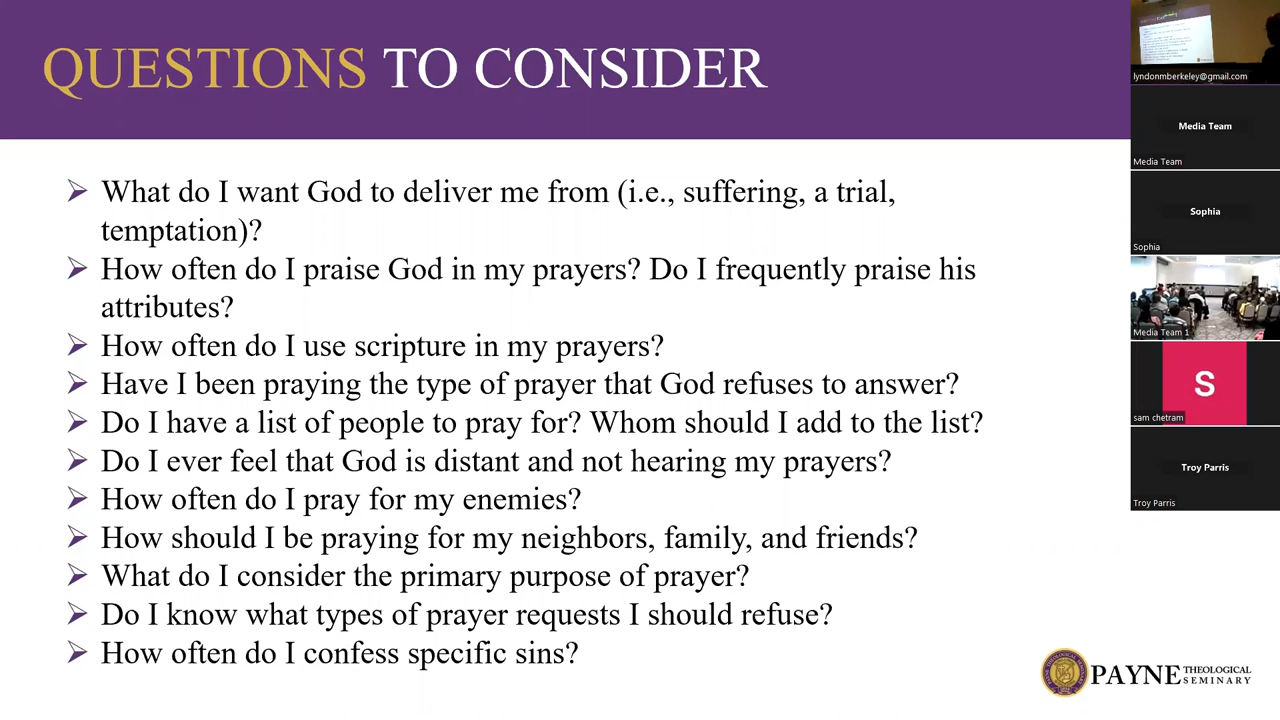 QUESTIONS TO CONSIDER
➢ What do I want God to deliver me from (i.e., suffering, a trial,
temptation)?
➢ How often do I praise God in my prayers? Do I frequently praise his
attributes?
➢ How often do I use scripture in my prayers?
➢ Have I been praying the type of prayer that God refuses to answer?
➢ Do I have a list of people to pray for? Whom should I add to the list?
➢ Do I ever feel that God is distant and not hearing my prayers?
➢ How often do I pray for my enemies?
➢ How should I be praying for my neighbors, family, and friends?
➢ What do I consider the primary purpose of prayer?
➢ Do I know what types of prayer requests I should refuse?
➢ How often do I confess specific sins?
PAYNE THEOLOGICAL
SEMINARY
lyndonmberkeley@gmail.com
Media Team
Media Team
Sophia
Sophia
Media Team 1
S
sam chetram
Troy Parris
Troy Parris